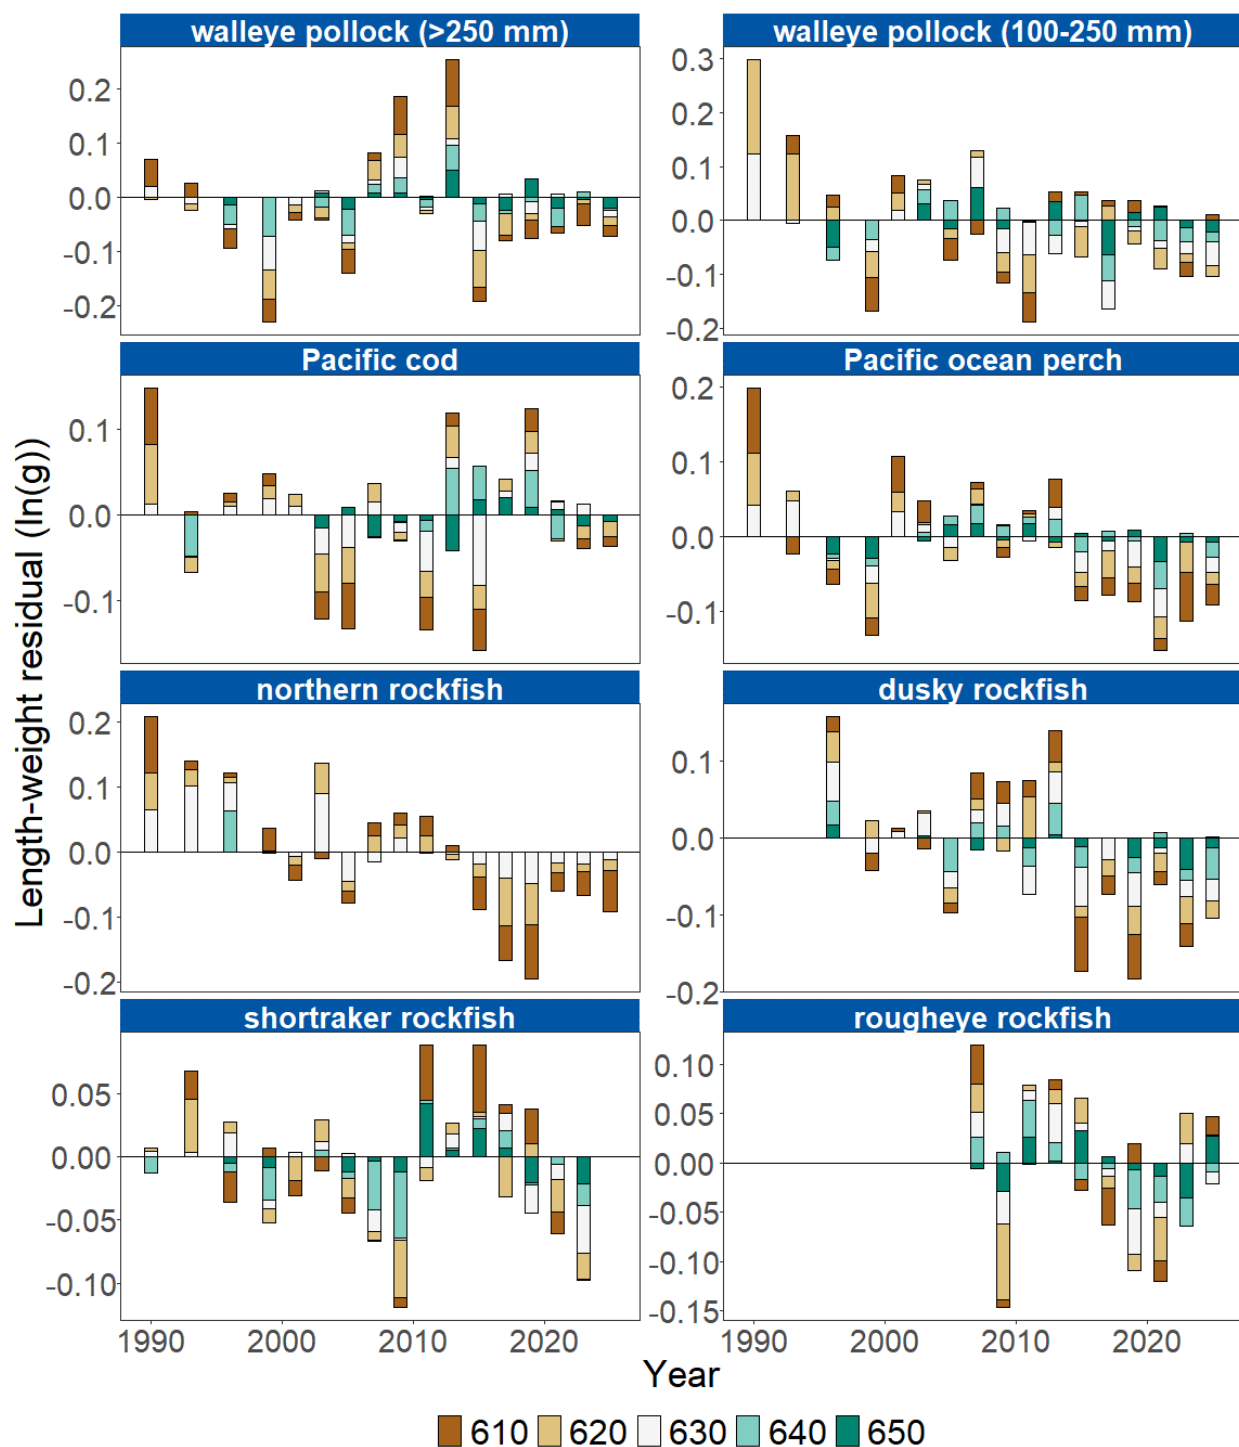 walleye pollock (>250 mm)
walleye pollock (100-250 mm)
0.2
0.1
0.0
-0.1
-0.2
0.3
0.2
0.1
0.0
-0.1
-0.2
Pacific cod
Pacific ocean perch
0.1
0.0
-0.1
0.2
0.1
0.0
-0.1
northern rockfish
dusky rockfish
0.2
0.1
0.0
-0.1
-0.2
0.1
0.0
-0.1
-0.2
shortraker rockfish
rougheye rockfish
0.05
0.00
-0.05
-0.10
0.10
0.05
0.00
-0.05
-0.10
-0.15
Length-weight residual (ln(g))
1990 2000 2010 2020
1990 2000 2010 2020
Year
610 620 630 640 650